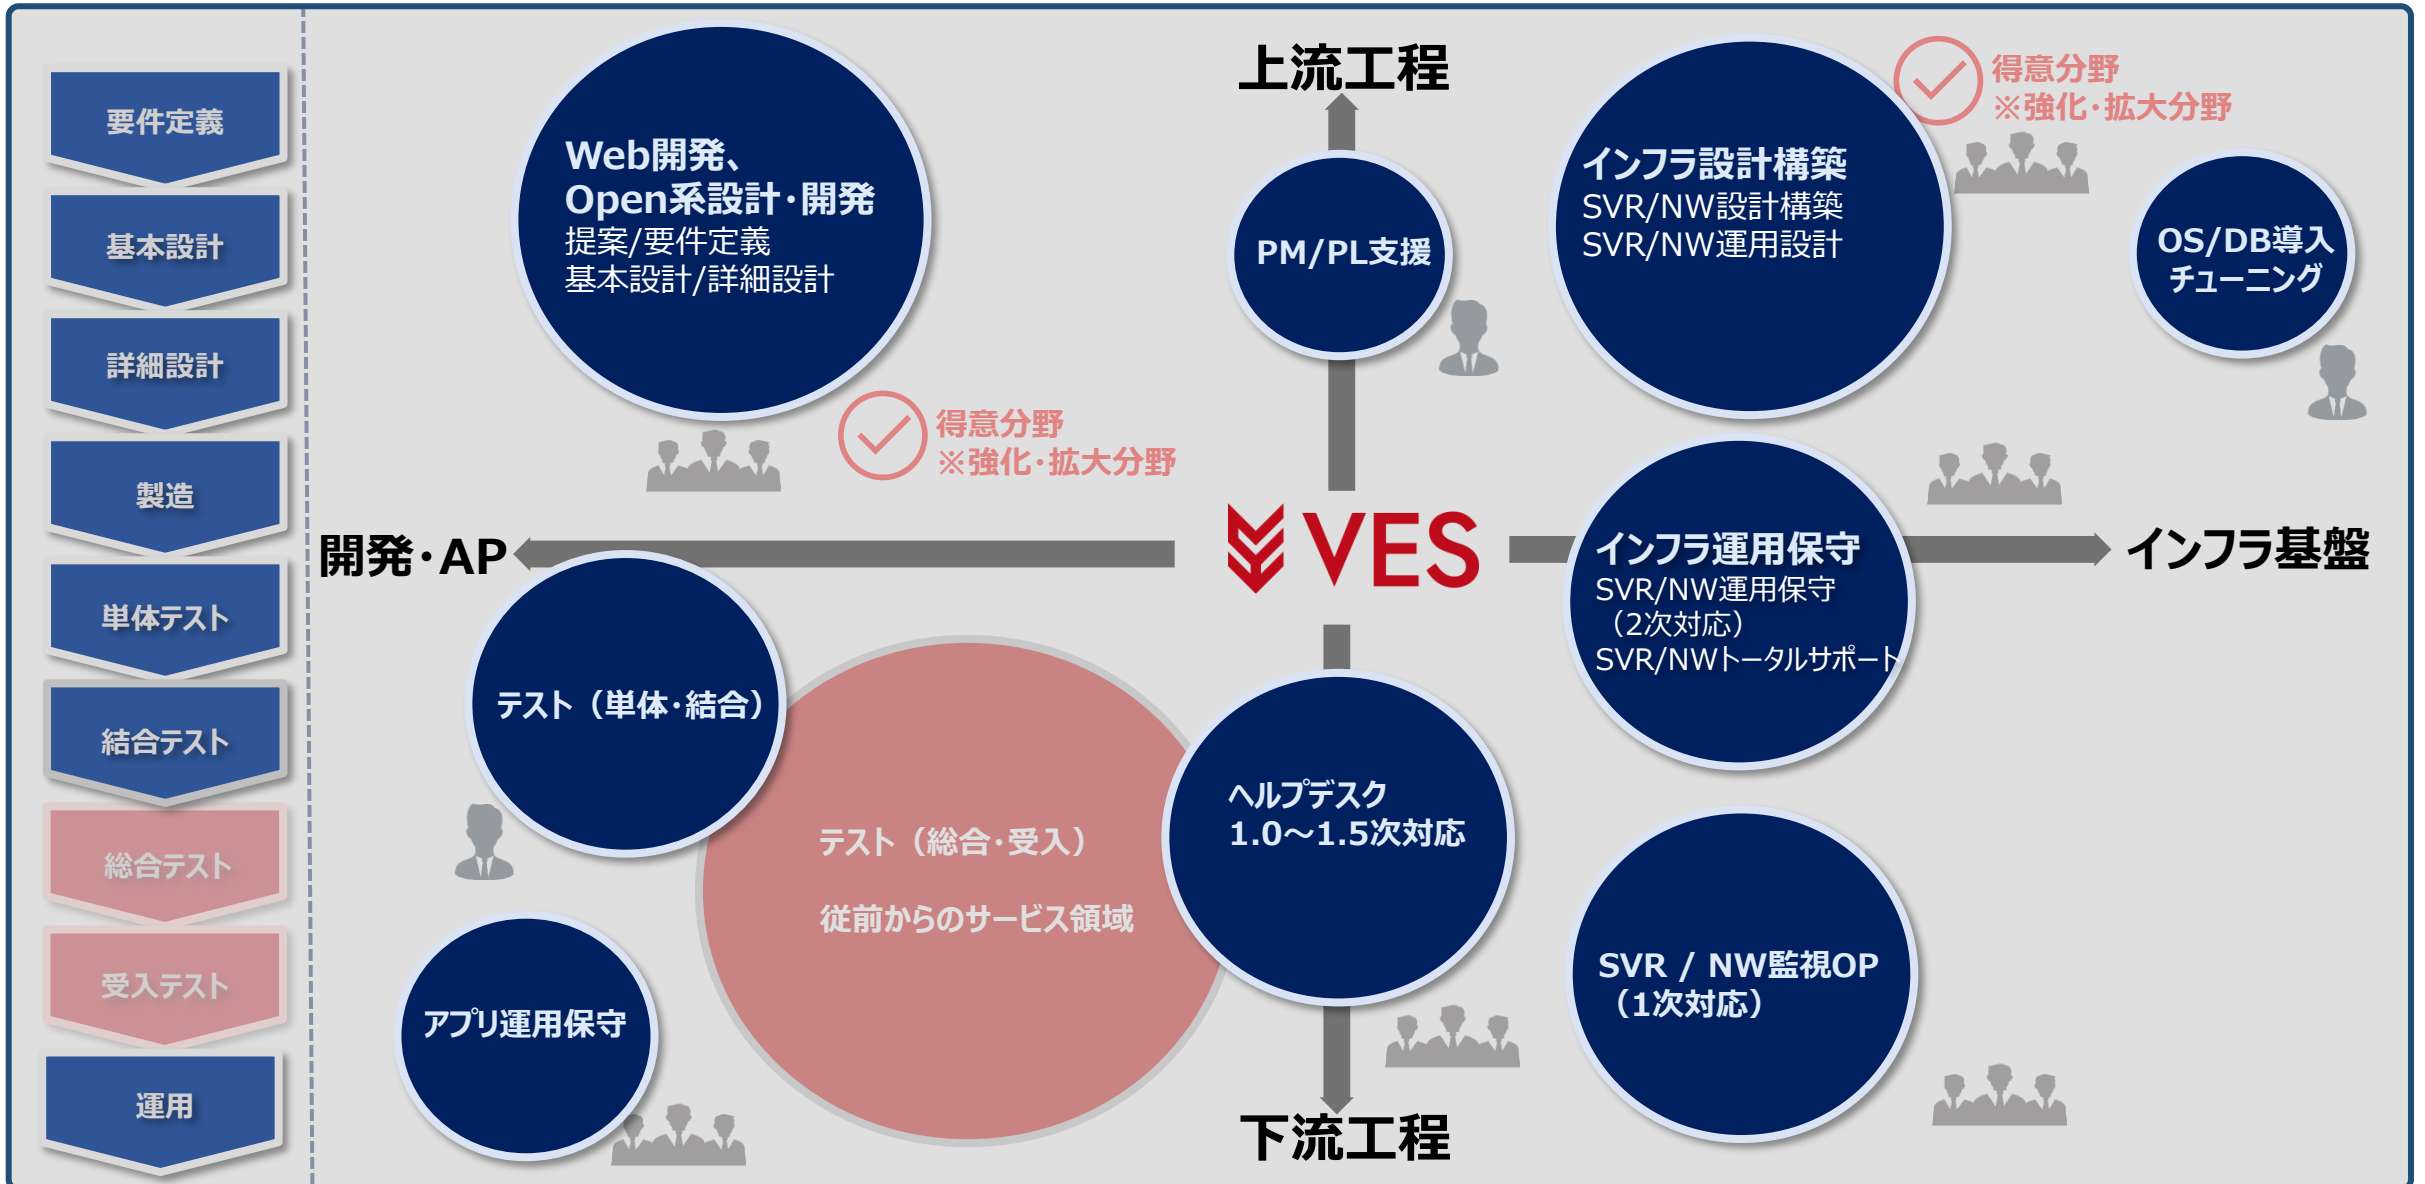 要件定義
基本設計
詳細設計
製造
単体テスト
結合テスト
総合テスト
受入テスト
運用
上流工程
Web開発、
Open系設計・開発
提案/要件定義
基本設計/詳細設計
得意分野
※強化・拡大分野
PM/PL支援
インフラ設計構築
SVR/NW設計構築
SVR/NW運用設計
得意分野
※強化・拡大分野
OS/DB導入
チューニング
開発・AP
VES
インフラ運用保守
SVR/NW運用保守
（2次対応）
SVR/NWトータルサポート
インフラ基盤
テスト（単体・結合）
テスト（総合・受入）
従前からのサービス領域
ヘルプデスク
1.0～1.5次対応
アプリ運用保守
SVR / NW監視OP
（1次対応）
下流工程